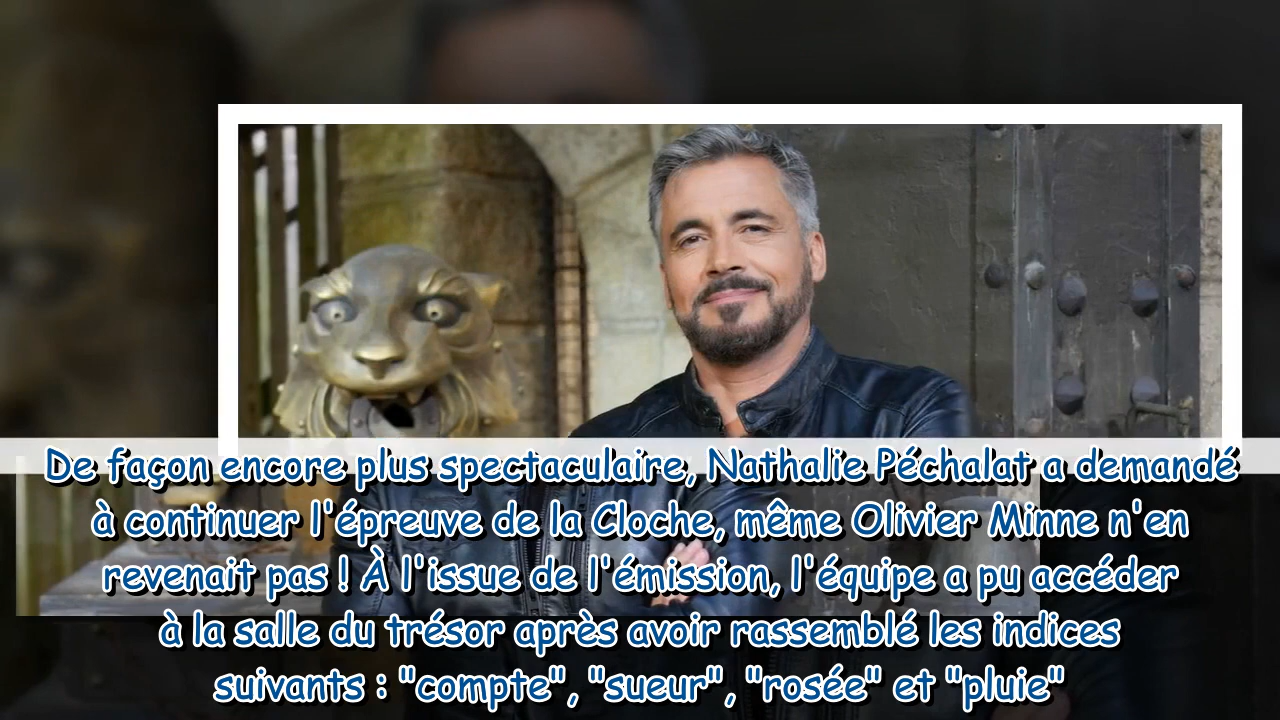 De façon encore plus spectaculaire, Nathalie Péchalat a demandé
à continuer l'épreuve de la Cloche, même Olivier Minne n'en
revenait pas ! À l'issue de l'émission, l'équipe a pu accéder
à la salle du trésor après avoir rassemblé les indices
suivants : "compte", "sueur", "rosée" et "pluie"